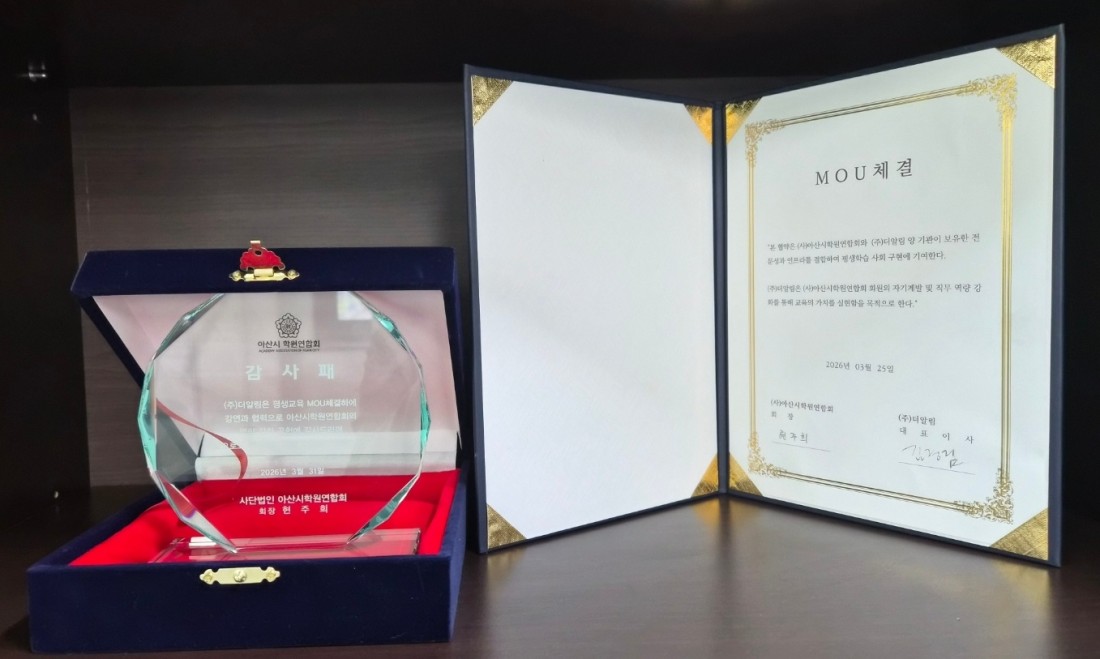 아산시 학원연합회
감 사 패
(주)더알림은 평생교육 MOU체결하여
2026년 3월 31일
사단법인 아산시학원연합회
회장 현 주 희
MOU체결
"본 협약은 (사)아산시학원연합회와 (주)더알림 양 기관이 보유한 전
문성과 인프라를 결합하여 평생학습 사회 구현에 기여한다.
(주)더알림은 (사)아산시학원연합회 회원의 자기계발 및 직무 역량 강
화를 통해 교육의 가치를 실현함을 목적으로 한다."
2026년 03월 25일
(사)아산시학원연합회
회 장
현주희
(주)더알림
대 표 이 사